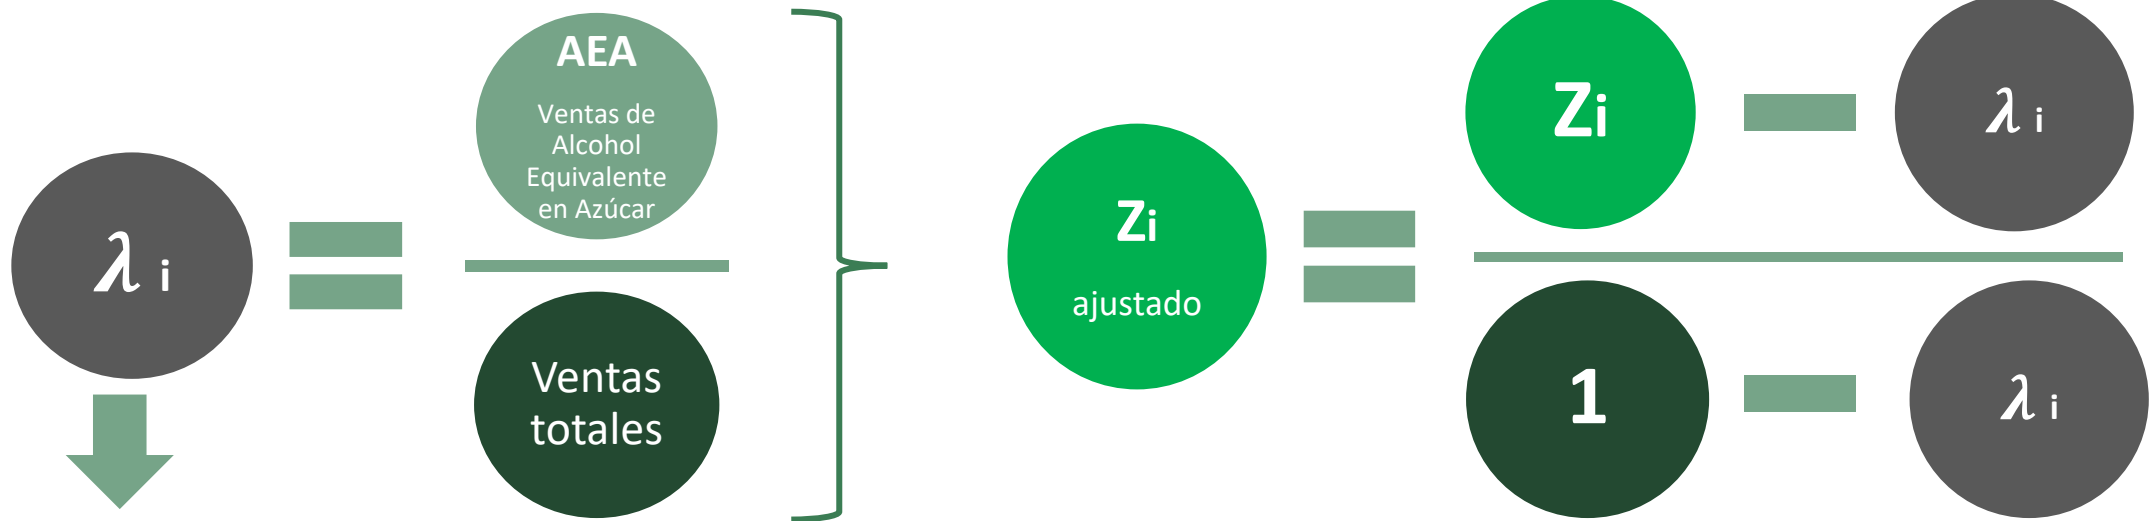 λ i
AEA
Ventas de
Alcohol
Equivalente
en Azúcar
Ventas
totales
Zi
ajustado
Zi
λ i
1
λ i